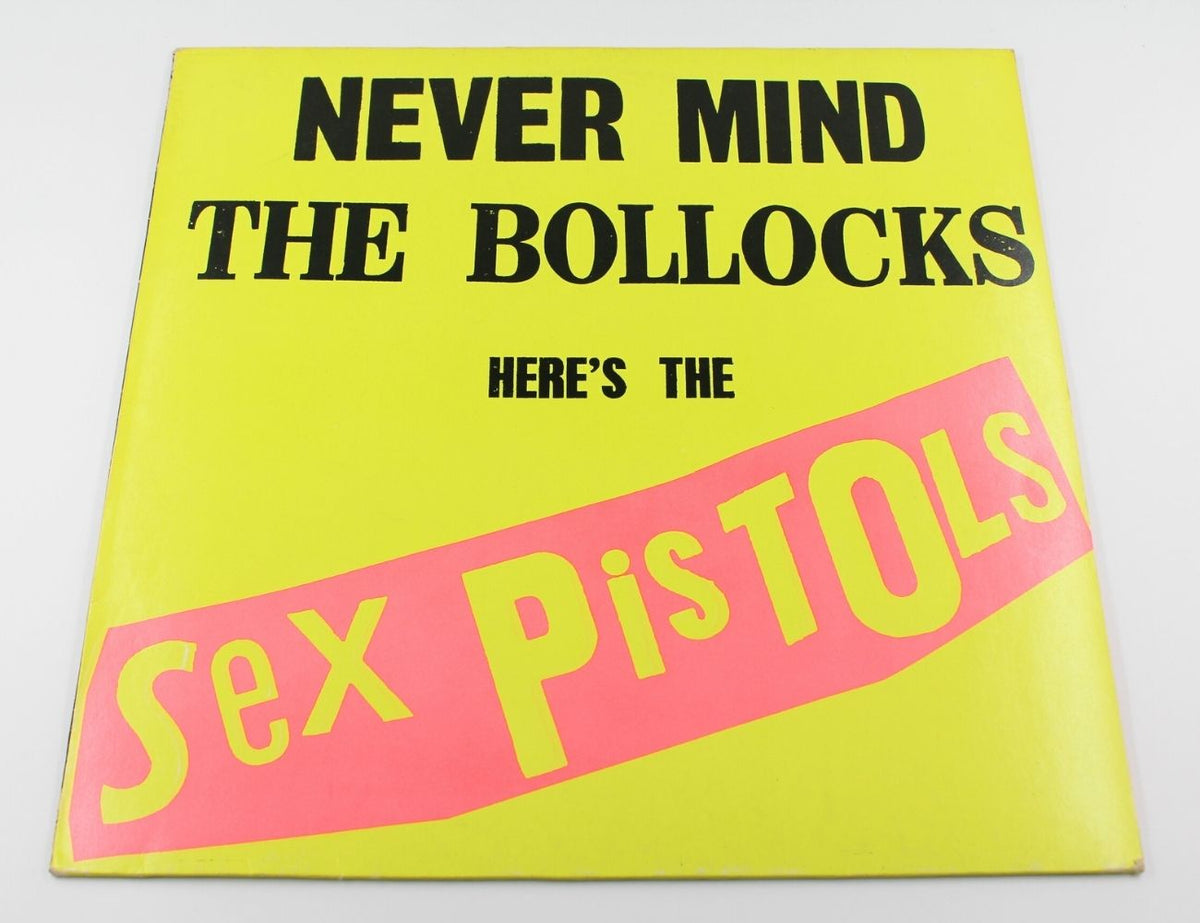 NEVER MIND
THE BOLLOCKS
HERE'S THE
Sex PisTOLS